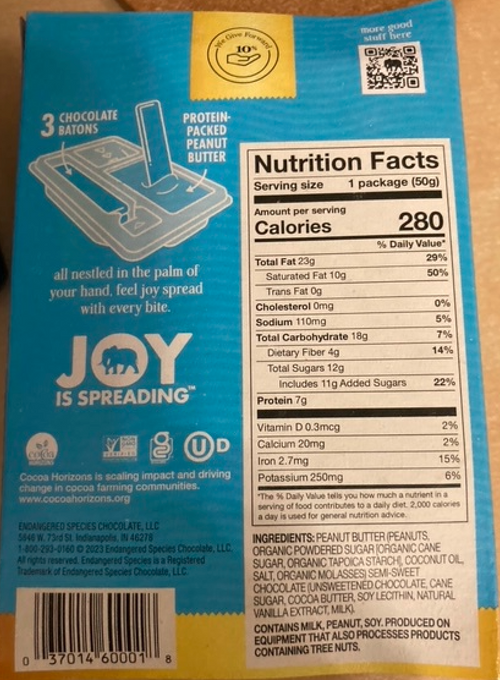 We Give Forward
10%
more good
stuff here
3 CHOCOLATE
BATONS
PROTEIN-
PACKED
PEANUT
BUTTER
all nestled in the palm of
your hand, feel joy spread
with every bite.
JOY
IS SPREADING™
cocoa
HORIZONS
NON
GMO
VERIFIED
U D
Cocoa Horizons is scaling impact and driving
change in cocoa farming communities.
www.cocoahorizons.org
ENDANGERED SPECIES CHOCOLATE, LLC
5846 W. 73rd St. Indianapolis, IN 46278
1-800-293-0160 © 2023 Endangered Species Chocolate, LLC.
All rights reserved. Endangered Species is a Registered
Trademark of Endangered Species Chocolate, LLC.
0 37014 60001 8
Nutrition Facts
Serving size 1 package (50g)
Amount per serving
Calories 280
% Daily Value*
Total Fat 23g 29%
Saturated Fat 10g 50%
Trans Fat 0g
Cholesterol 0mg 0%
Sodium 110mg 5%
Total Carbohydrate 18g 7%
Dietary Fiber 4g 14%
Total Sugars 12g
Includes 11g Added Sugars 22%
Protein 7g
Vitamin D 0.3mcg 2%
Calcium 20mg 2%
Iron 2.7mg 15%
Potassium 250mg 6%
*The % Daily Value tells you how much a nutrient in a
serving of food contributes to a daily diet. 2,000 calories
a day is used for general nutrition advice.
INGREDIENTS: PEANUT BUTTER (PEANUTS,
ORGANIC POWDERED SUGAR [ORGANIC CANE
SUGAR, ORGANIC TAPIOCA STARCH], COCONUT OIL,
SALT, ORGANIC MOLASSES) SEMI-SWEET
CHOCOLATE (UNSWEETENED CHOCOLATE, CANE
SUGAR, COCOA BUTTER, SOY LECITHIN, NATURAL
VANILLA EXTRACT, MILK).
CONTAINS MILK, PEANUT, SOY. PRODUCED ON
EQUIPMENT THAT ALSO PROCESSES PRODUCTS
CONTAINING TREE NUTS.